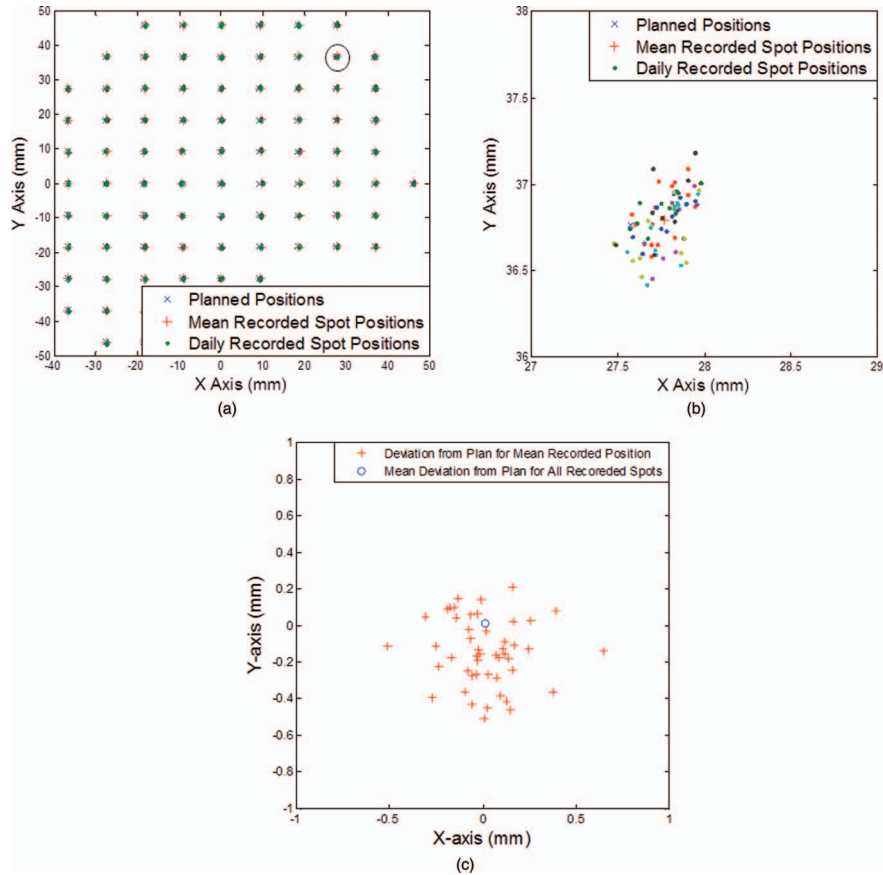 50
40
30
20
10
0
-10
-20
-30
40
50
-40
-30
-20
-10
0
10
20
30
40
50
Y Axis (mm)
X Axis (mm)
Planned Positions
Mean Recorded Spot Positions
Daily Recorded Spot Positions
(a)
38
37.5
37
36.5
36
27
27.5
28
28.5
29
Y Axis (mm)
X Axis (mm)
Planned Positions
Mean Recorded Spot Positions
Daily Recorded Spot Positions
(b)
1
0.8
0.6
0.4
0.2
0
-0.2
-0.4
-0.6
-0.8
-1
-1
-0.5
0
0.5
1
Y-axis (mm)
X-axis (mm)
Deviation from Plan for Mean Recorded Position
Mean Deviation from Plan for All Recoreded Spots
(c)